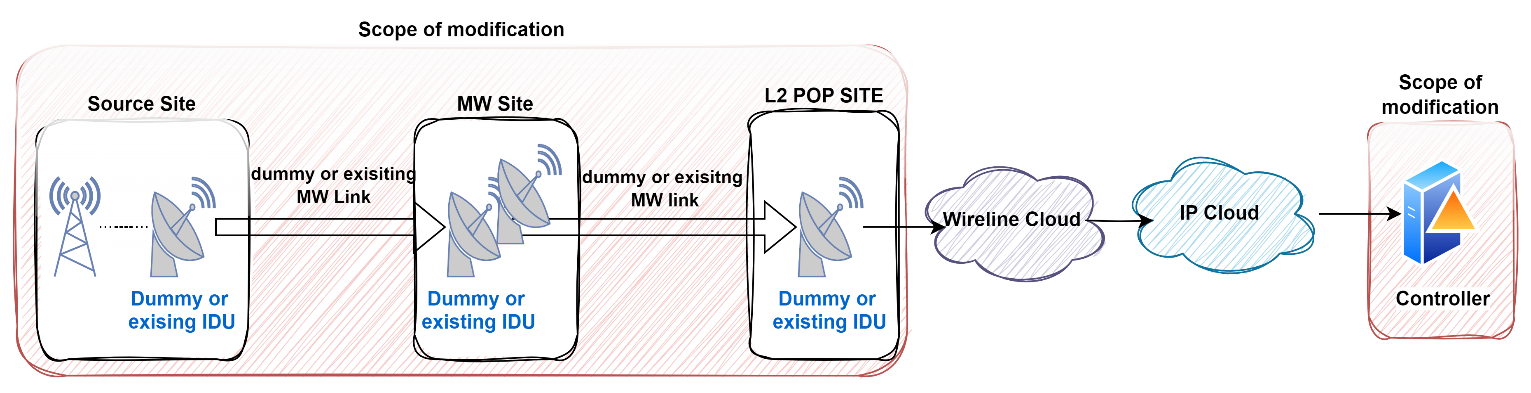 Scope of modification
Source Site
MW Site
L2 POP SITE
Scope of
modification
dummy or exisiting
MW Link
dummy or exisitng
MW link
Wireline Cloud
IP Cloud
Dummy or
exising IDU
Dummy or
existing IDU
Dummy or
existing IDU
Controller